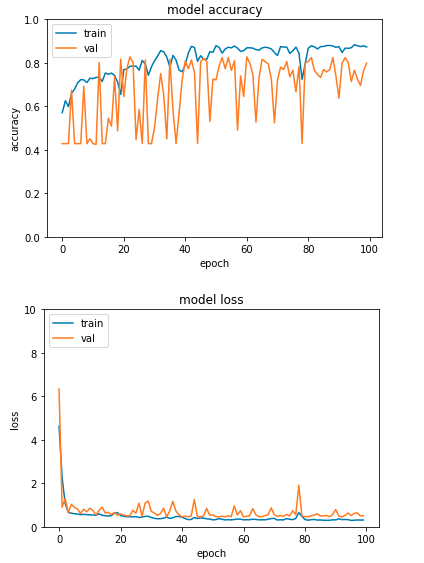 model accuracy
train
val
1.0
0.8
0.6
0.4
0.2
0.0
accuracy
0 20 40 60 80 100
epoch
model loss
train
val
10
8
6
4
2
0
loss
0 20 40 60 80 100
epoch